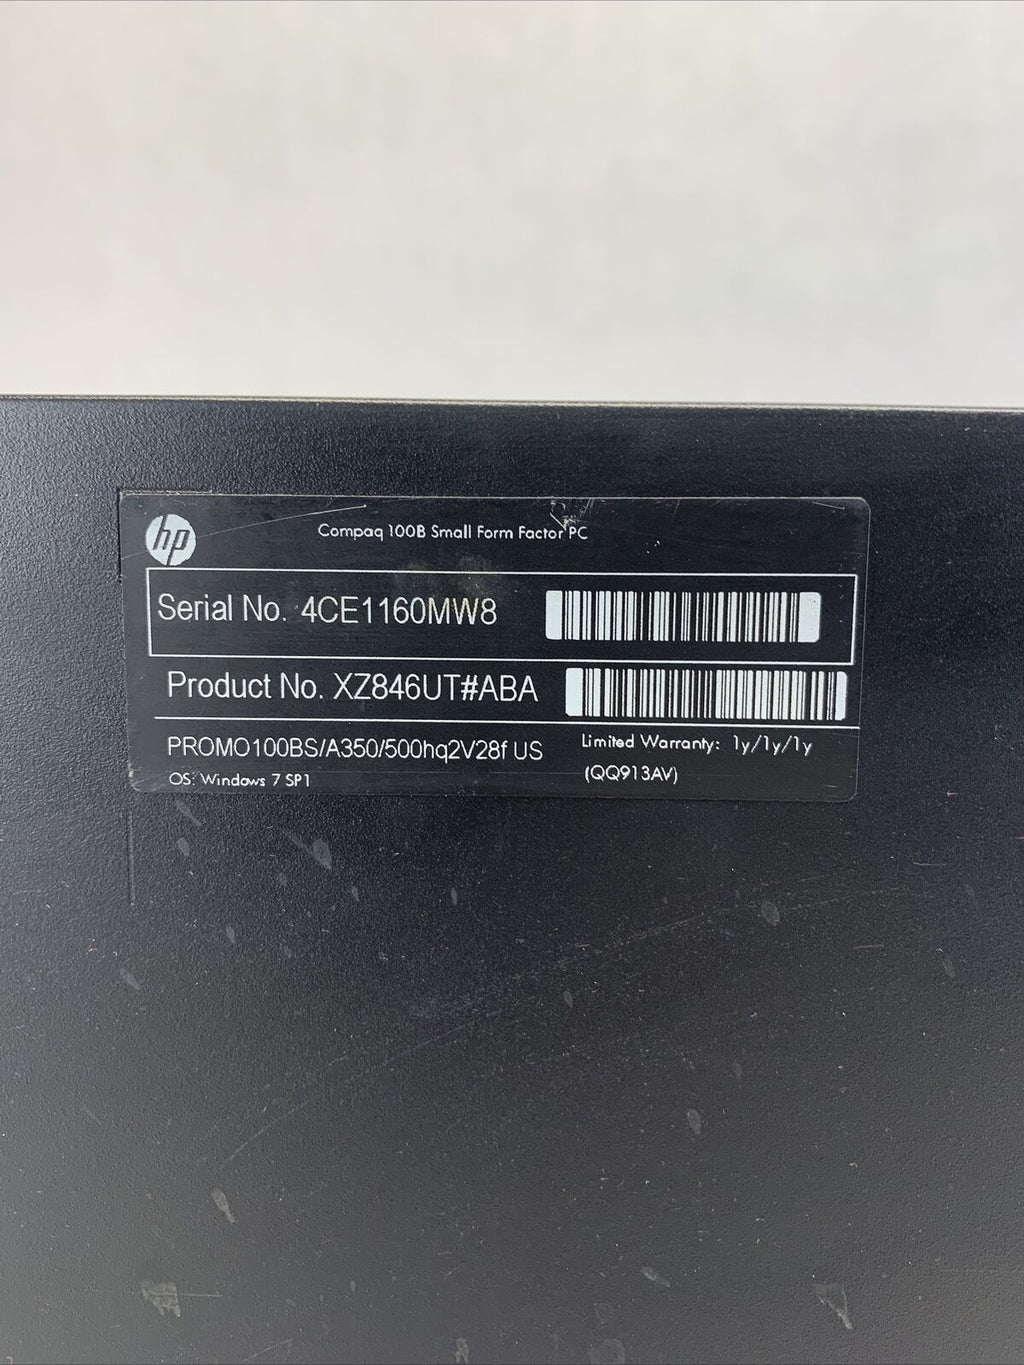 hp
Compaq 100B Small Form Factor PC
Serial No. 4CE1160MW8
Product No. XZ846UT#ABA
PROMO100BS/A350/500hq2V28f US
Limited Warranty: 1y/1y/1y
OS: Windows 7 SP1
(QQ913AV)